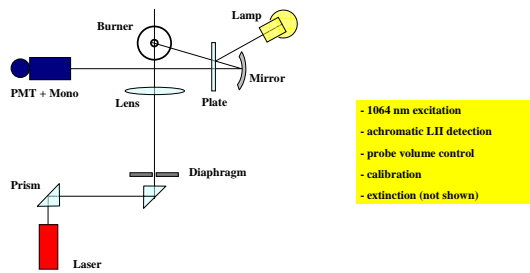 Lamp
Burner
Mirror
PMT + Mono
Lens
Plate
- 1064 nm excitation
- achromatic LII detection
- probe volume control
- calibration
- extinction (not shown)
Diaphragm
Prism
Laser